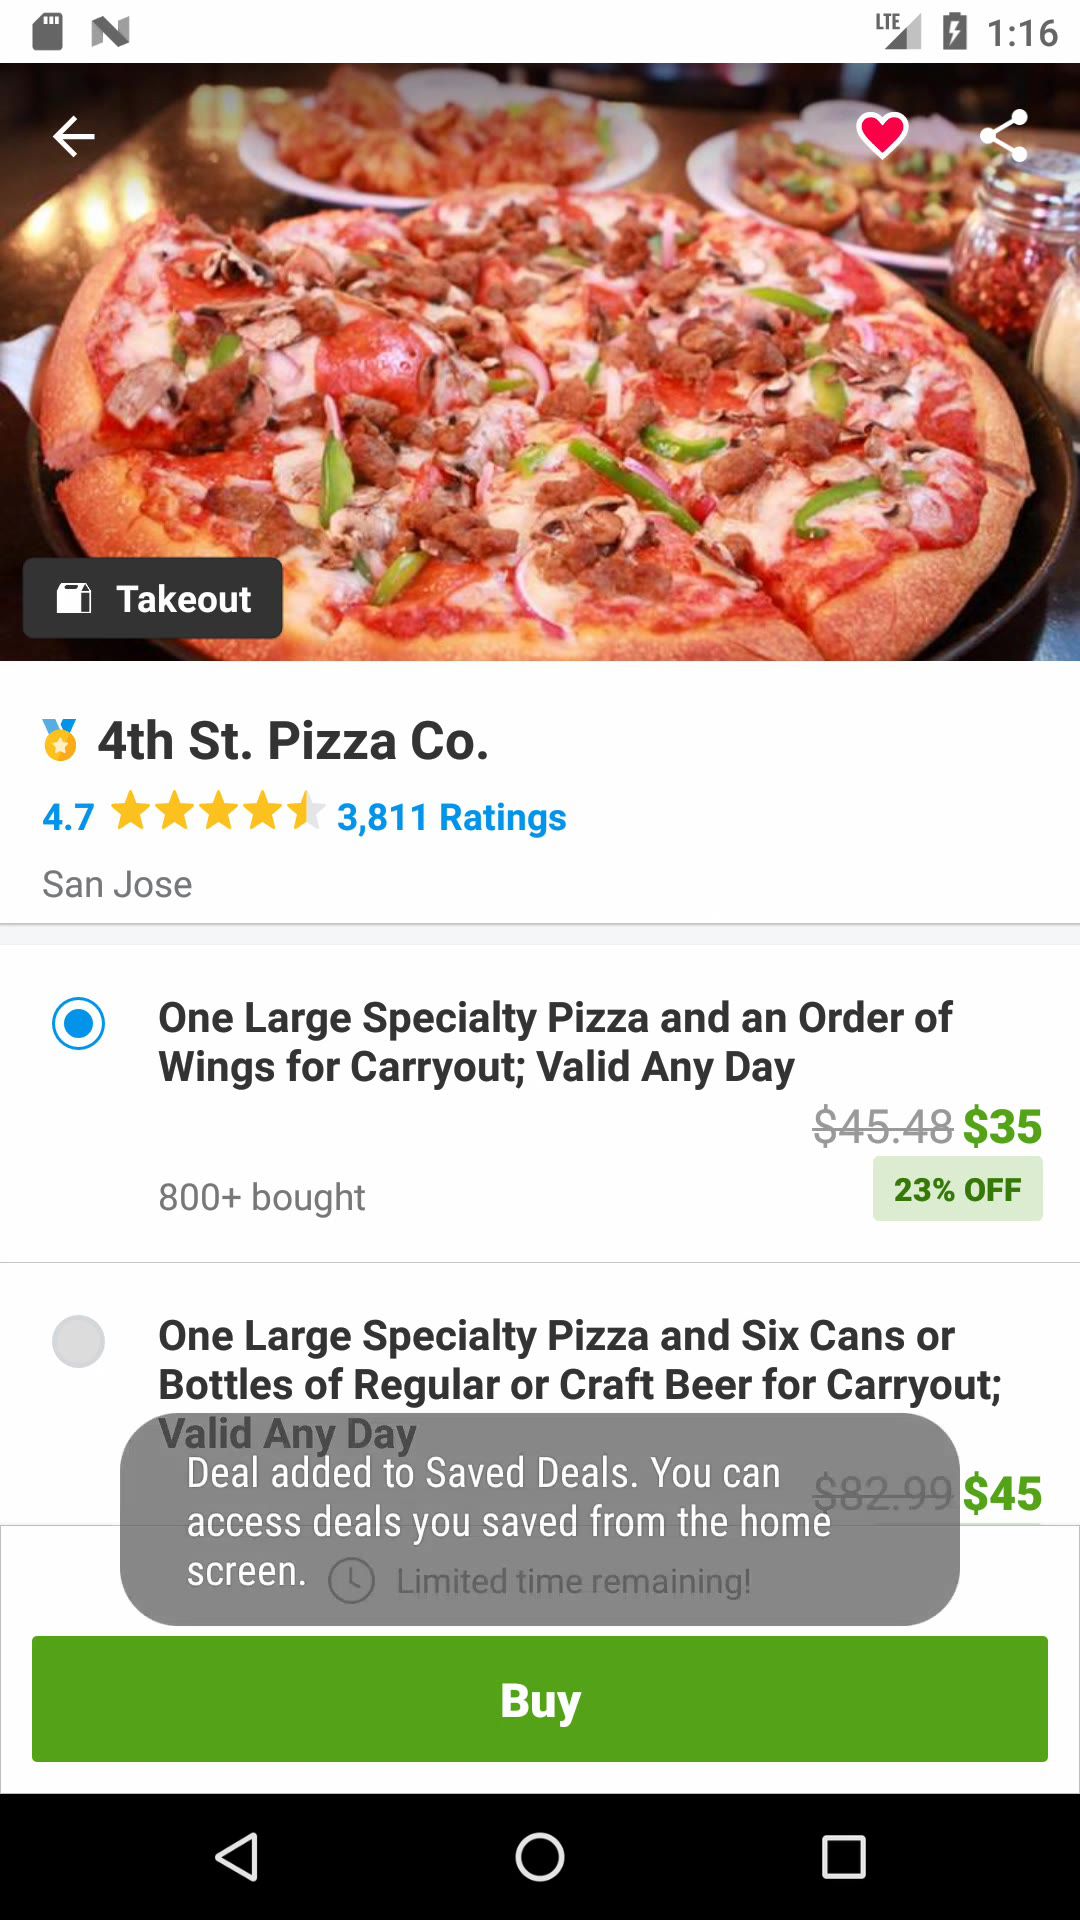 LTE 1:16
Takeout
4th St. Pizza Co.
4.7 3,811 Ratings
San Jose
One Large Specialty Pizza and an Order of
Wings for Carryout; Valid Any Day
$45.48 $35
800+ bought
23% OFF
One Large Specialty Pizza and Six Cans or
Bottles of Regular or Craft Beer for Carryout;
Valid Any Day
$82.99 $45
Deal added to Saved Deals. You can
access deals you saved from the home
screen.
Limited time remaining!
Buy